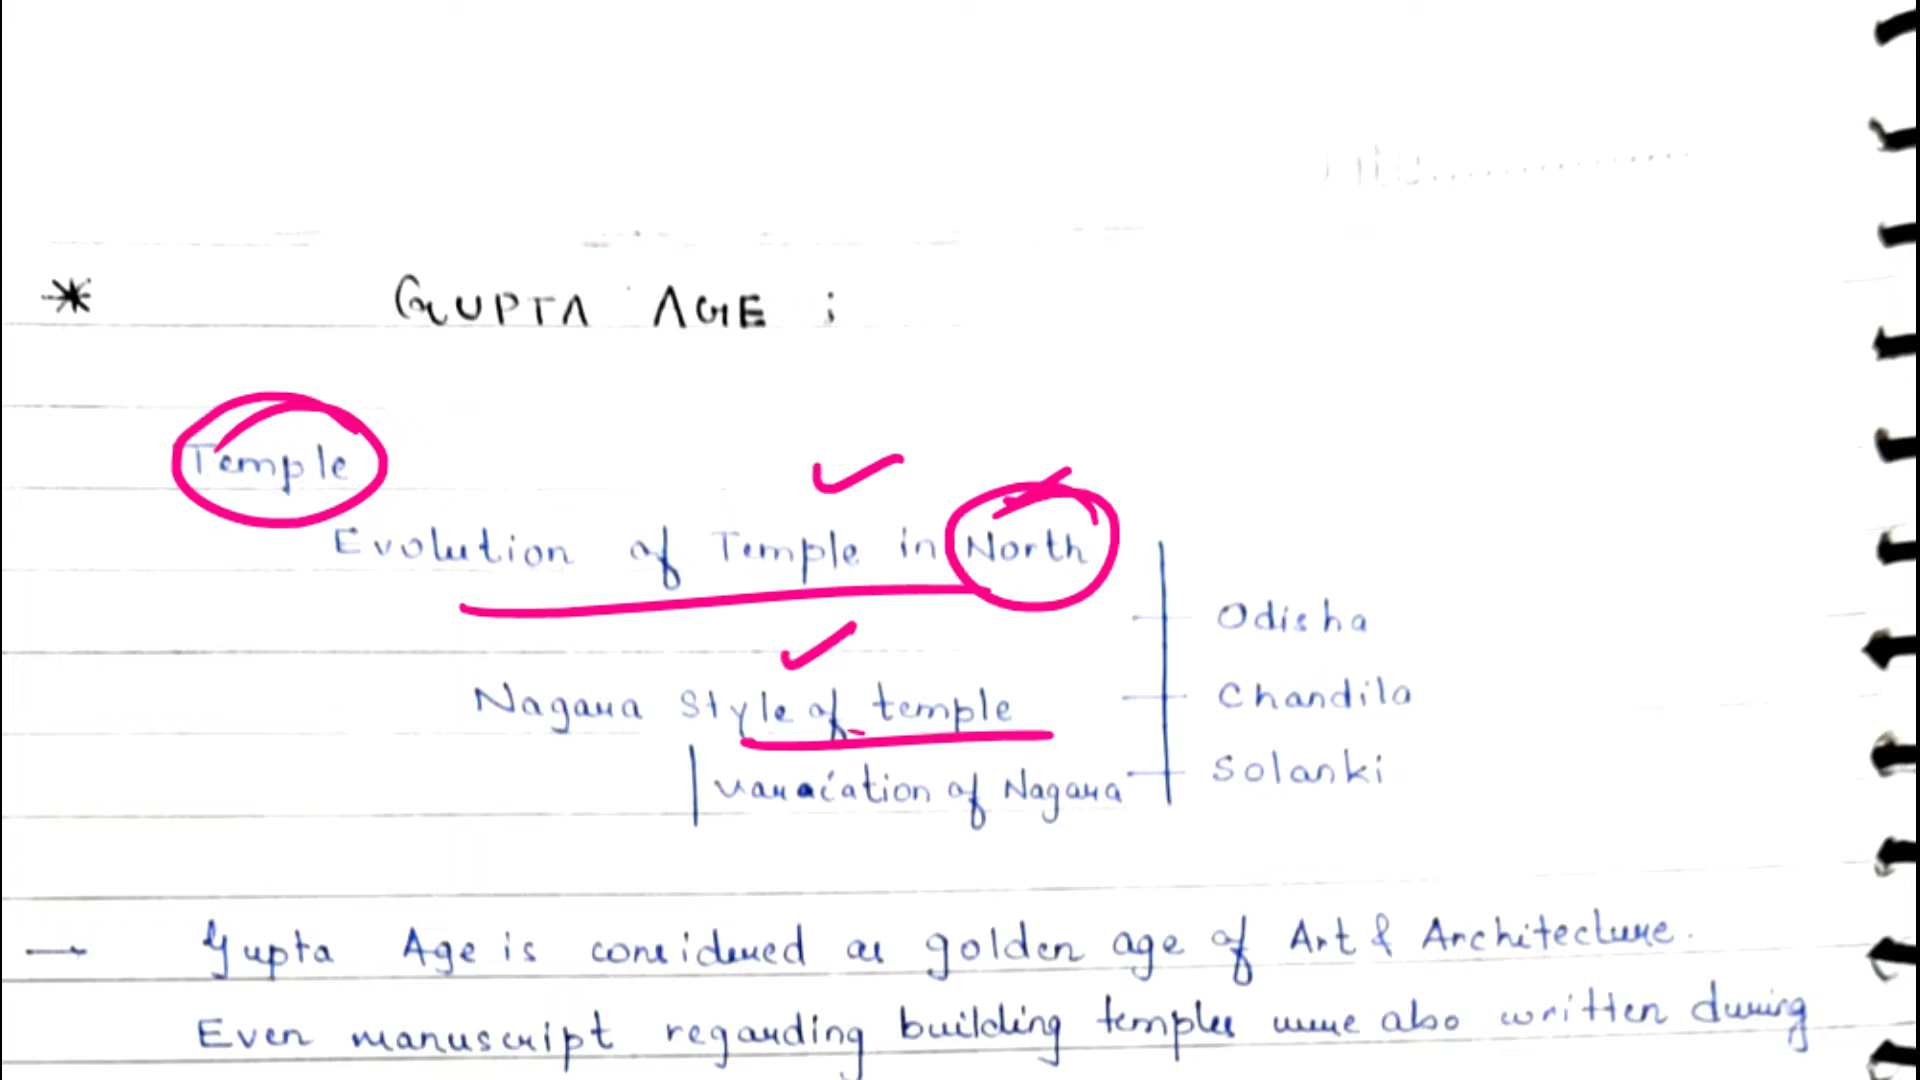 * GUPTA AGE :
Temple
Evolution of Temple in North
Odisha
Nagara Style of temple
Chandila
Varaiation of Nagara
Solanki
— Gupta Age is considered as golden age of Art & Architecture.
Even manuscript regarding building temples were also written during